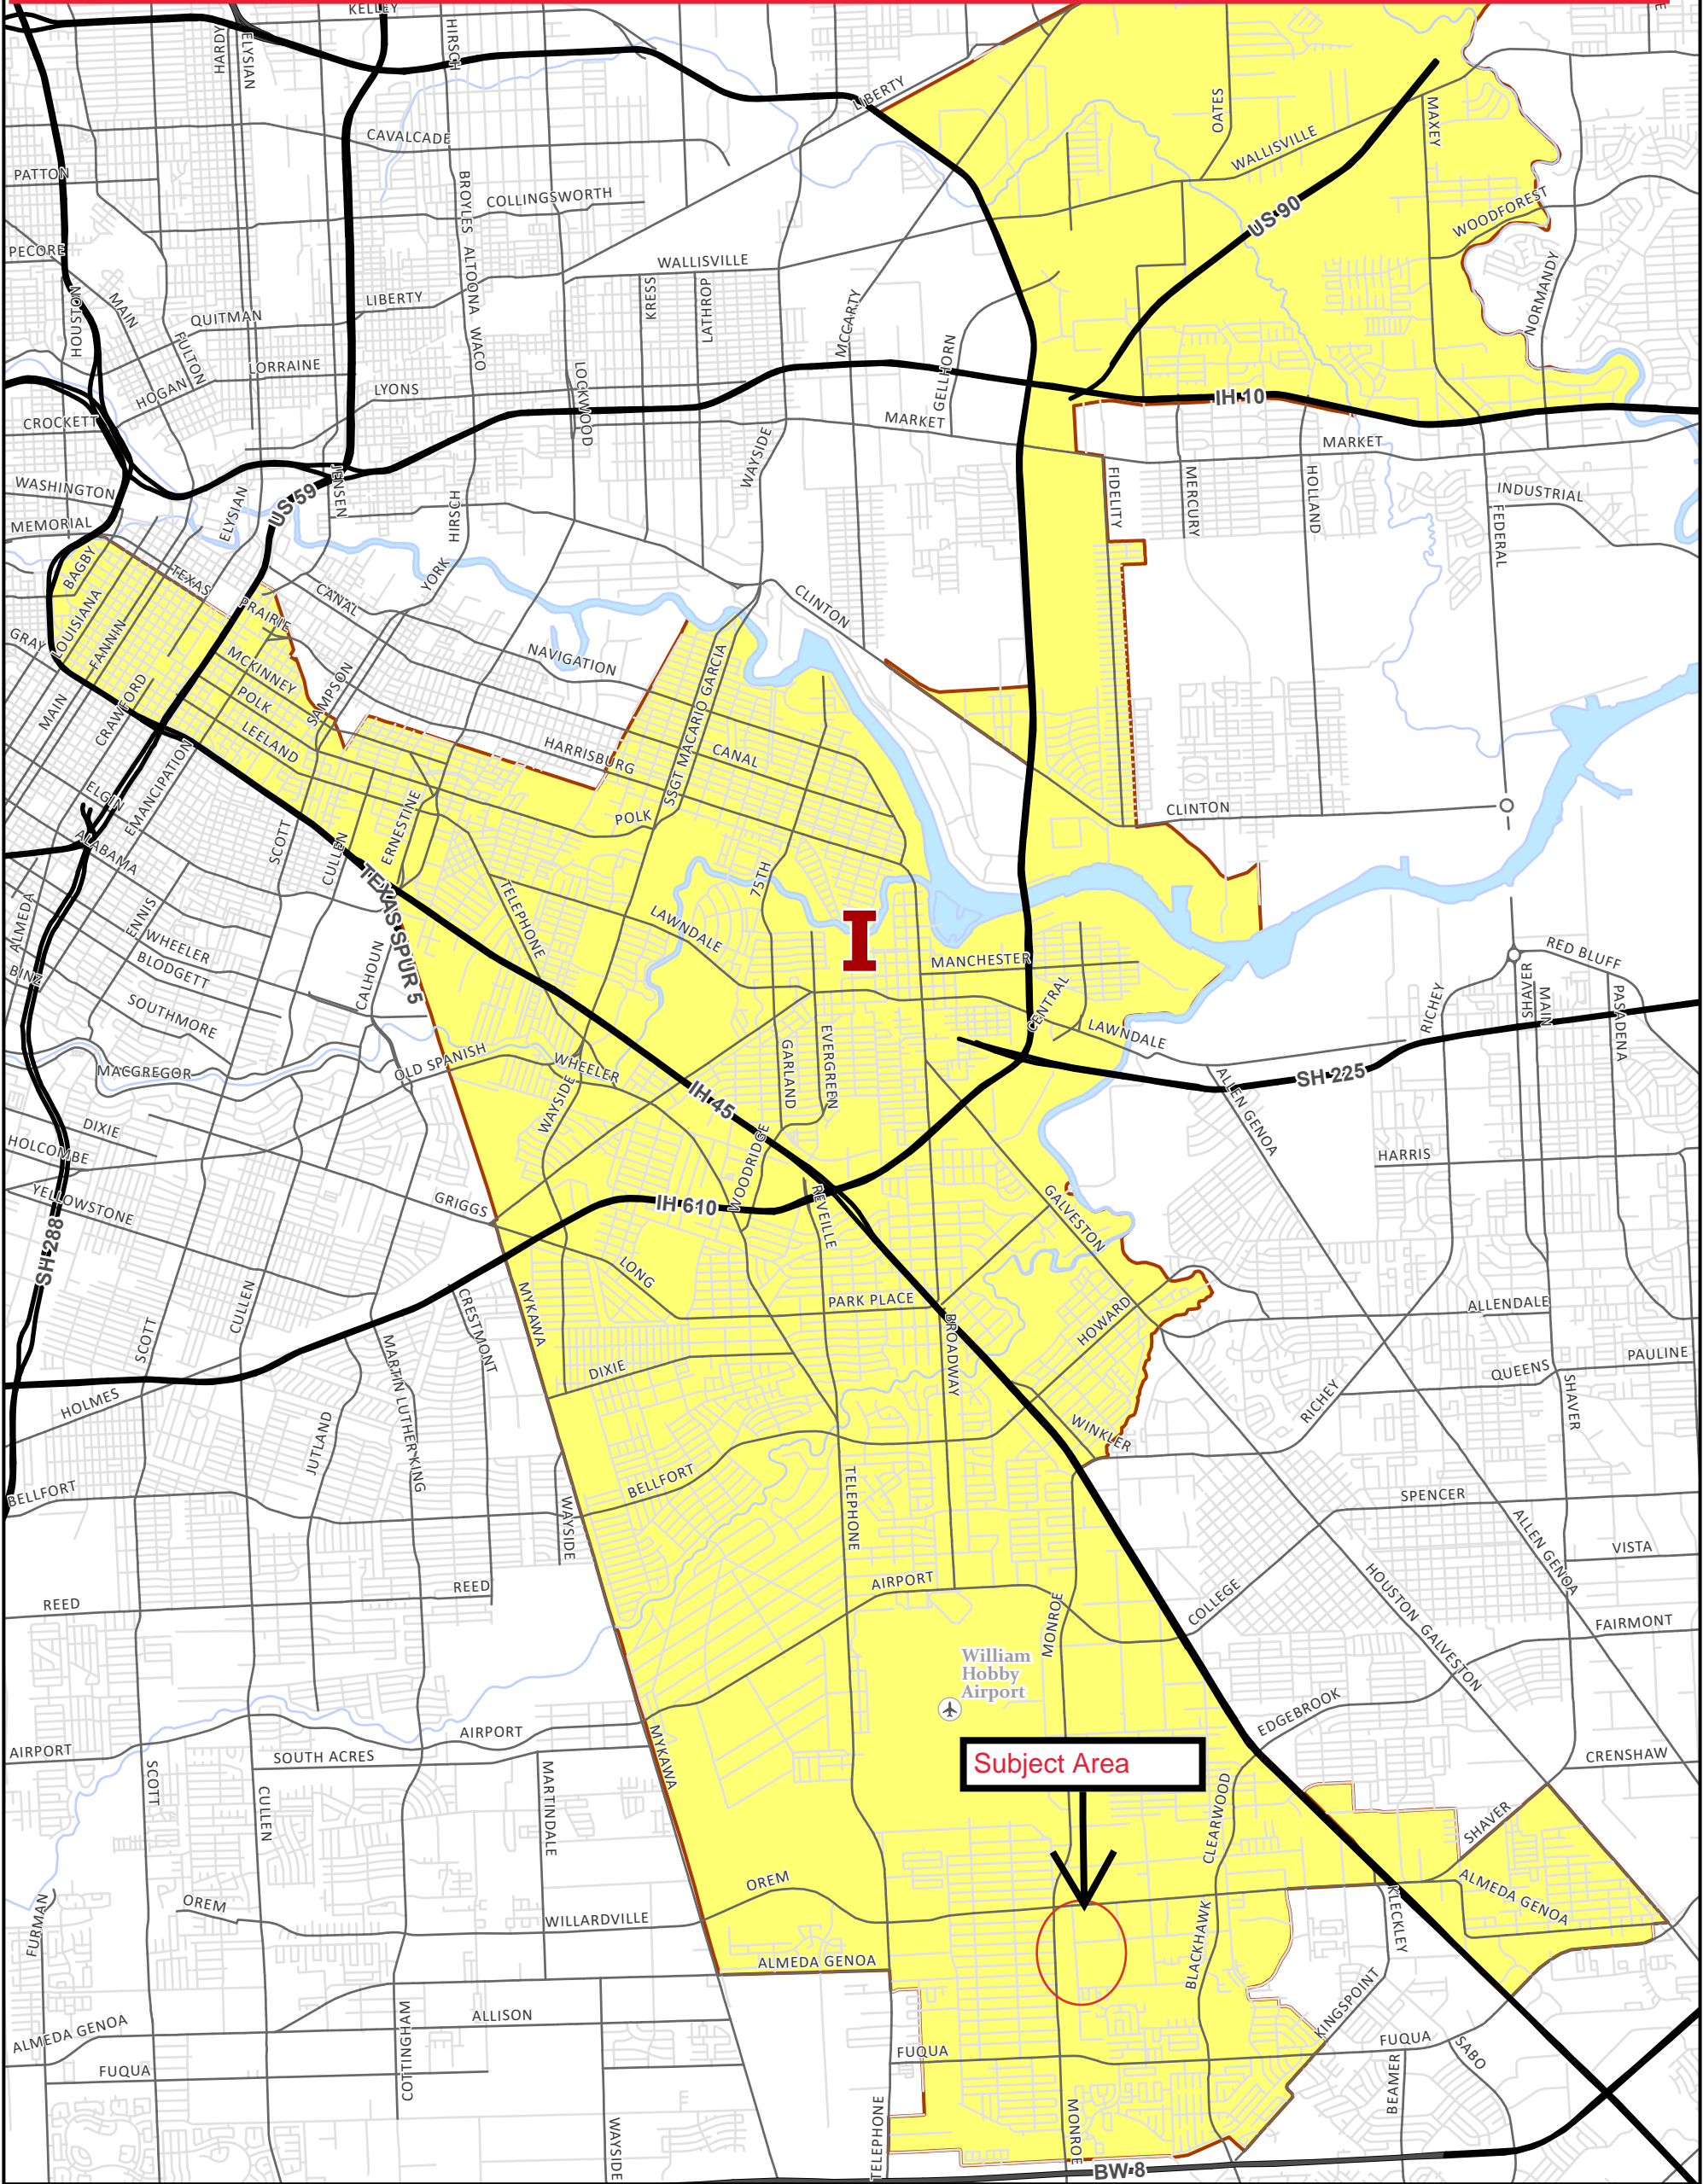 KELLEY
HARDY
ELYSIAN
HIRSCH
LIBERTY
OATES
MAXEY
CAVALCADE
WALLISVILLE
PATTON
BROYLES
COLLINGSWORTH
WOODFOREST
US 90
PECORE
ALTOONA
WALLISVILLE
NORMANDY
HOUSTON
MAIN
LIBERTY
KRESS
LATHROP
MCCARTY
QUITMAN
FULTON
WACO
GELLHORN
LORRAINE
LYONS
LOCKWOOD
HOGAN
IH 10
CROCKETT
MARKET
MARKET
WAYSIDE
WASHINGTON
JENSEN
FIDELITY
MERCURY
HOLLAND
INDUSTRIAL
US 59
ELYSIAN
HIRSCH
FEDERAL
MEMORIAL
BAGBY
TEXAS
YORK
CANAL
CLINTON
PRAIRIE
LOUISIANA
GRAY
FANNIN
MCKINNEY
NAVIGATION
SSGT MACARIO GARCIA
POLK
SAMPSON
MAIN
CRAWFORD
LEELAND
HARRISBURG
CANAL
EMANCIPATION
ELGIN
CLINTON
POLK
ERNESTINE
SCOTT
CULLEN
ALABAMA
75TH
TEXAS SPUR 5
TELEPHONE
ALMEDA
ENNIS
LAWNDALE
I
WHEELER
BLODGETT
CALHOUN
MANCHESTER
RED BLUFF
BINZ
SOUTHMORE
CENTRAL
RICHEY
SHAVER
MAIN
PASADENA
LAWNDALE
OLD SPANISH
WHEELER
GARLAND
EVERGREEN
MACGREGOR
SH 225
ALLEN GENOA
IH 45
WAYSIDE
DIXIE
HOLCOMBE
WOODRIDGE
HARRIS
YELLOWSTONE
GRIGGS
IH 610
REVEILLE
GALVESTON
SH 288
LONG
MYKAWA
PARK PLACE
CULLEN
CRESTMONT
BROADWAY
HOWARD
ALLENDALE
SCOTT
MARTIN LUTHER KING
DIXIE
PAULINE
QUEENS
HOLMES
RICHEY
SHAVER
JUTLAND
WINKLER
BELLFORT
BELLFORT
TELEPHONE
SPENCER
WAYSIDE
ALLEN GENOA
VISTA
AIRPORT
REED
REED
HOUSTON
GALVESTON
COLLEGE
MONROE
FAIRMONT
William
Hobby
Airport
EDGEBROOK
AIRPORT
AIRPORT
SOUTH ACRES
MYKAWA
CRENSHAW
Subject Area
SCOTT
CULLEN
MARTINDALE
CLEARWOOD
SHAVER
OREM
ALMEDA GENOA
OREM
WILLARDVILLE
FURMAN
BLACKHAWK
KLECKLEY
ALMEDA GENOA
KINGSPOINT
ALLISON
ALMEDA GENOA
COTTINGHAM
FUQUA
FUQUA
FUQUA
SABO
BEAMER
TELEPHONE
MONROE
WAYSIDE
BW 8